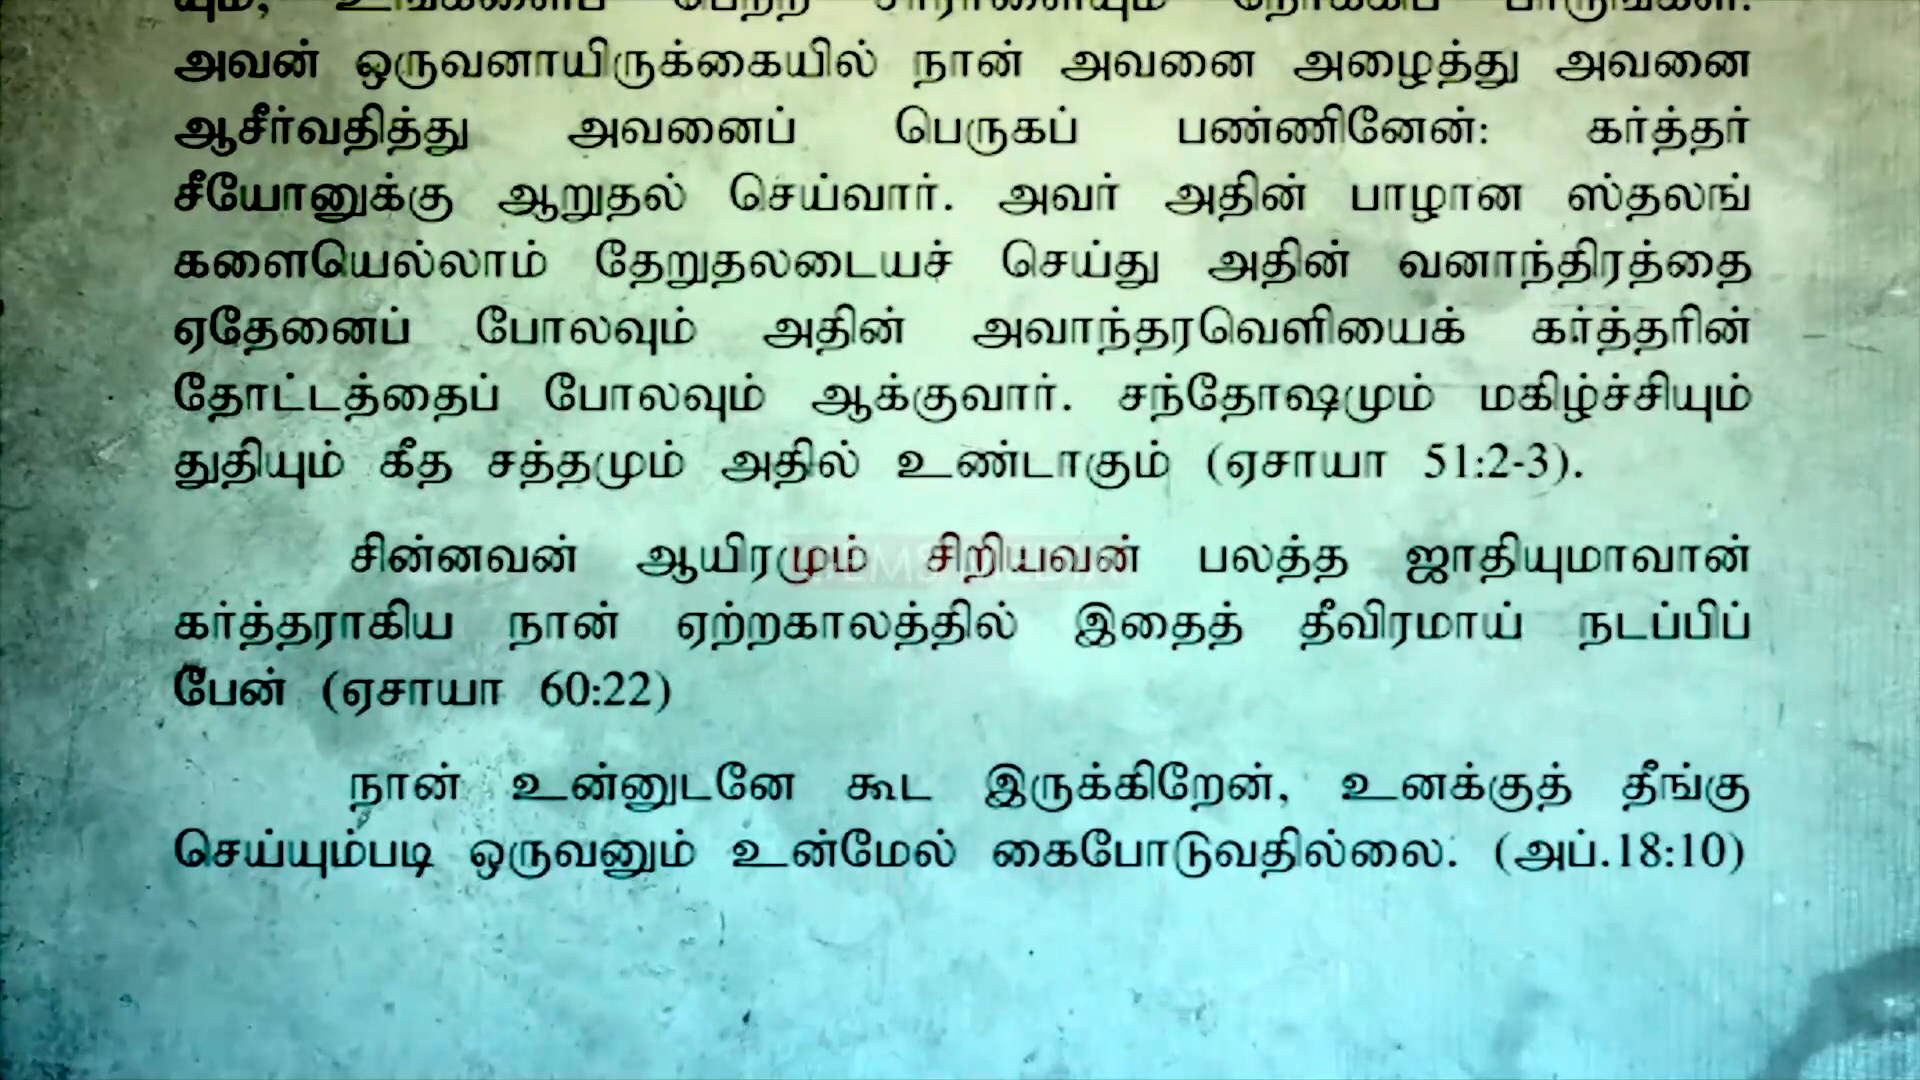 அவன் ஒருவனாயிருக்கையில் நான் அவனை அழைத்து அவனை
ஆசீர்வதித்து அவனைப் பெருகப் பண்ணினேன்: கர்த்தர்
சீயோனுக்கு ஆறுதல் செய்வார். அவர் அதின் பாழான ஸ்தலங்
களையெல்லாம் தேறுதலடையச் செய்து அதின் வனாந்திரத்தை
ஏதேனைப் போலவும் அதின் அவாந்தரவெளியைக் கர்த்தரின்
தோட்டத்தைப் போலவும் ஆக்குவார். சந்தோஷமும் மகிழ்ச்சியும்
துதியும் கீத சத்தமும் அதில் உண்டாகும் (ஏசாயா 51:2-3).
சின்னவன் ஆயிரமும் சிறியவன் பலத்த ஜாதியுமாவான்
கர்த்தராகிய நான் ஏற்றகாலத்தில் இதைத் தீவிரமாய் நடப்பிப்
பேன் (ஏசாயா 60:22)
நான் உன்னுடனே கூட இருக்கிறேன், உனக்குத் தீங்கு
செய்யும்படி ஒருவனும் உன்மேல் கைபோடுவதில்லை. (அப்.18:10)